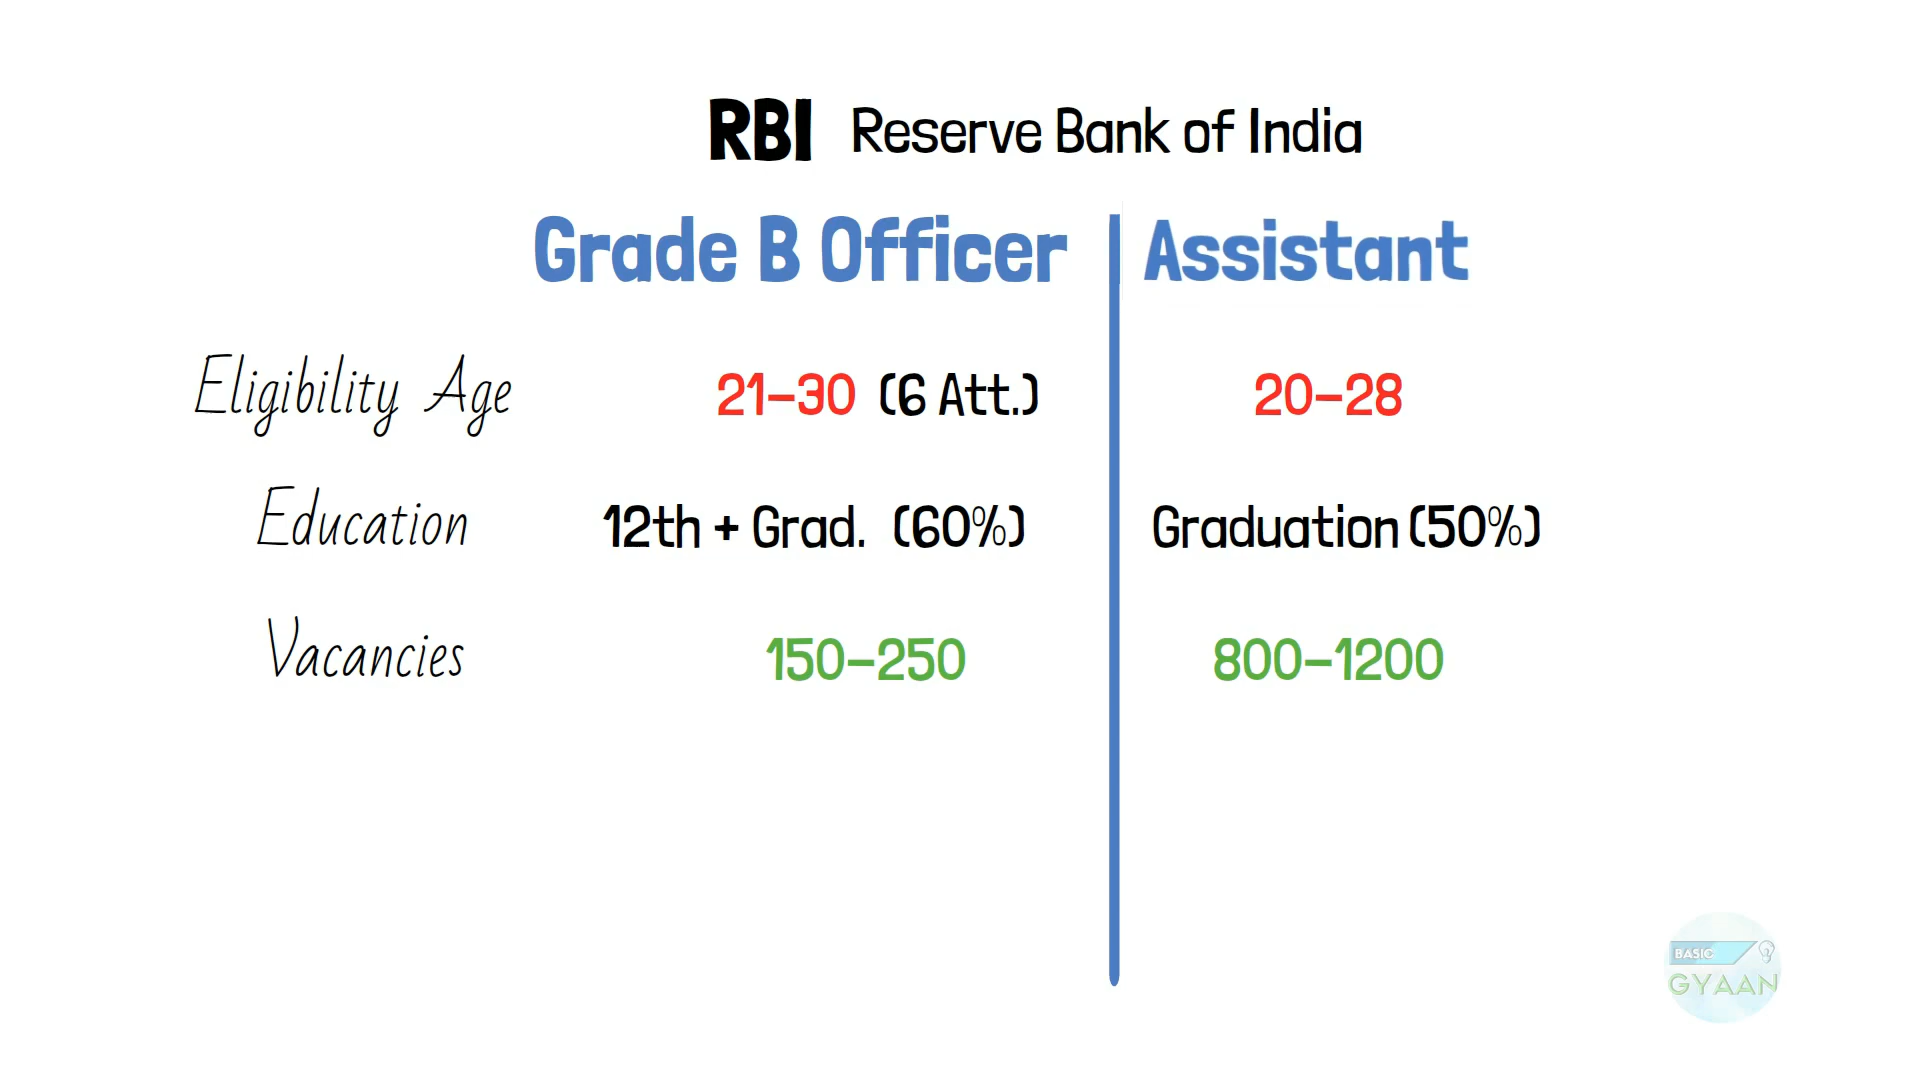 RBI Reserve Bank of India
Grade B Officer Assistant
Eligibility Age 21-30 (6 Att.) 20-28
Education 12th + Grad. (60%) Graduation (50%)
Vacancies 150-250 800-1200
BASIC
GYAAN